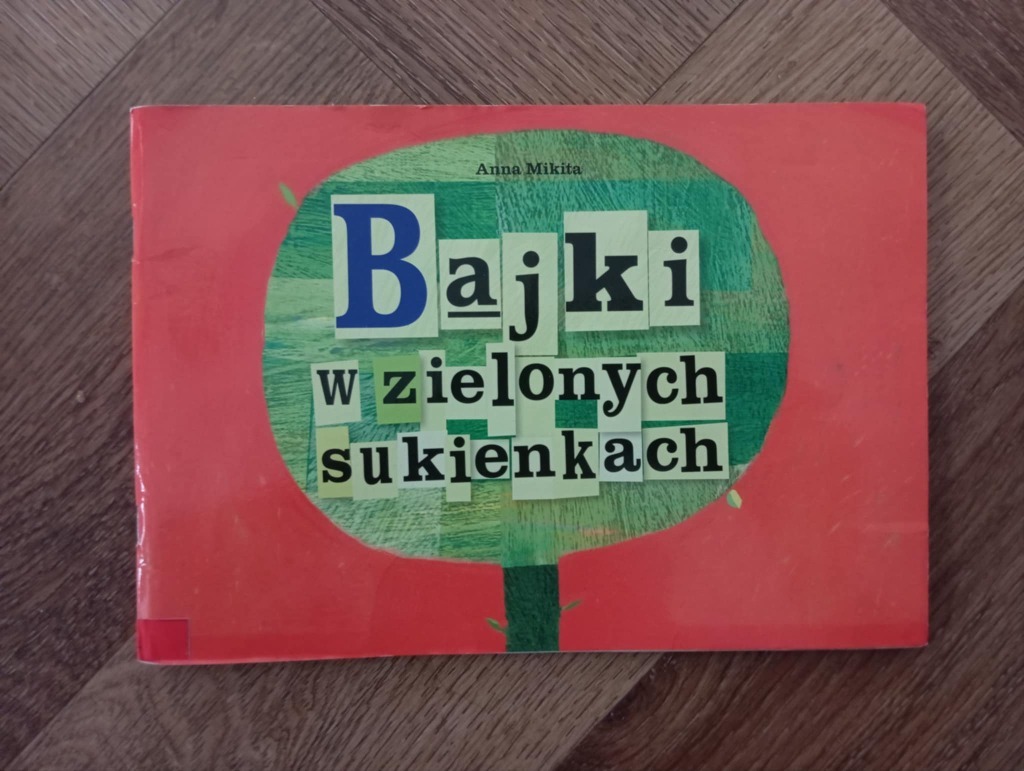 Anna Mikita
Bajki
w zielonych
sukienkach